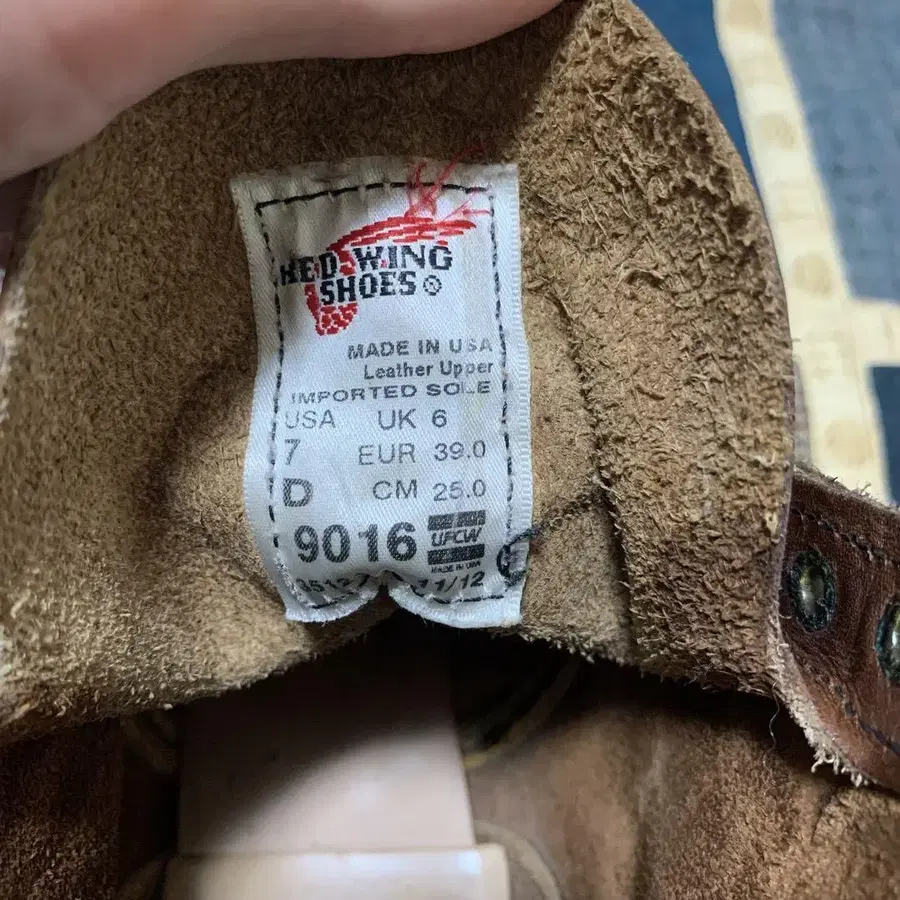 RED WING
SHOES ®
MADE IN USA
Leather Upper
IMPORTED SOLE
USA UK 6
7 EUR 39.0
D CM 25.0
9016 UFCW
MADE IN USA
11/12